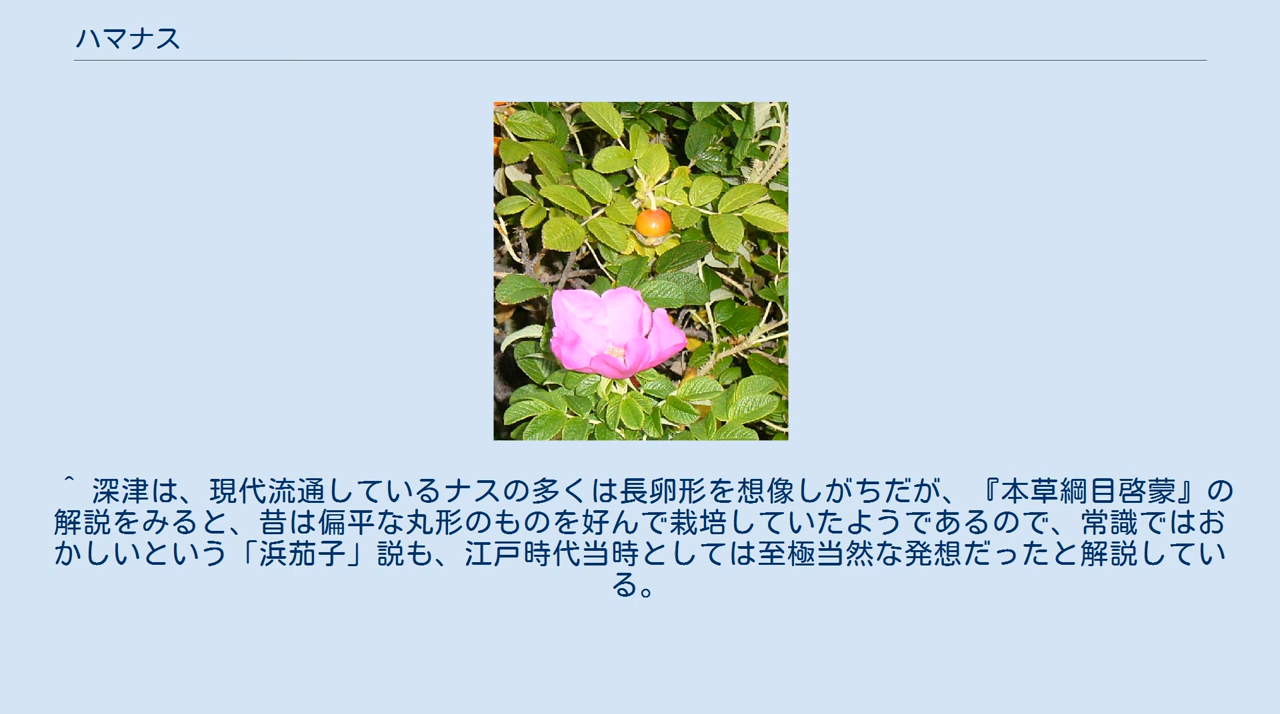 ハマナス
^ 深津は、現代流通しているナスの多くは長卵形を想像しがちだが、『本草綱目啓蒙』の
解説をみると、昔は偏平な丸形のものを好んで栽培していたようであるので、常識ではお
かしいという「浜茄子」説も、江戸時代当時としては至極当然な発想だったと解説してい
る。